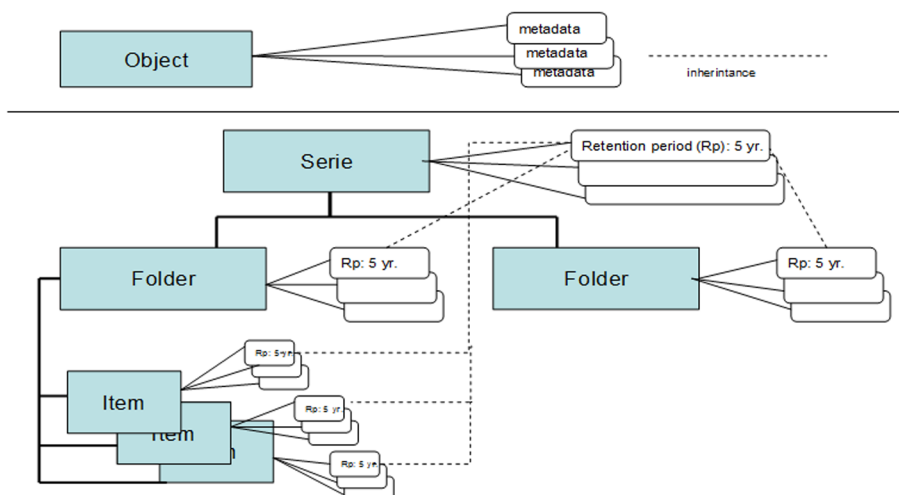 metadata
Object
metadata
metadata
inherintance
Serie
Retention period (Rp): 5 yr.
Folder
Rp: 5 yr.
Folder
Rp: 5 yr.
Rp: 5 yr.
Item
Rp: 5 yr.
Item
Rp: 5 yr.